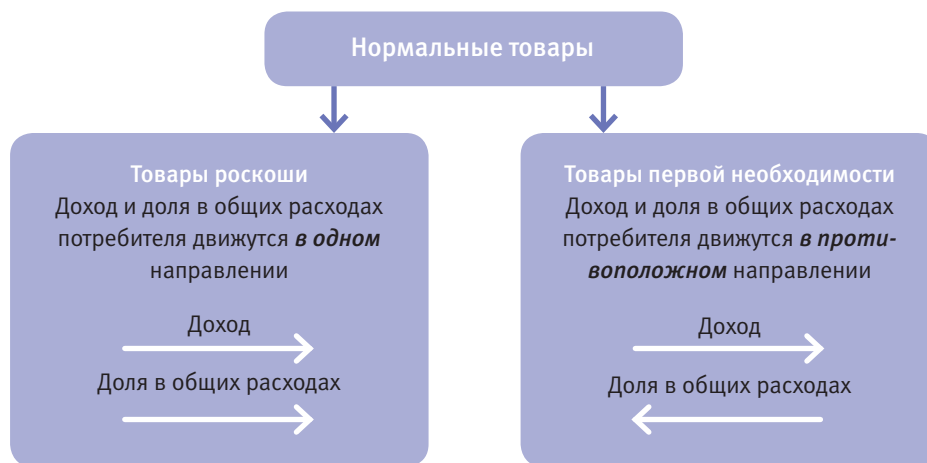 Нормальные товары
Товары роскоши
Доход и доля в общих расходах
потребителя движутся в одном
направлении
Доход
Доля в общих расходах
Товары первой необходимости
Доход и доля в общих расходах
потребителя движутся в проти-
воположном направлении
Доход
Доля в общих расходах